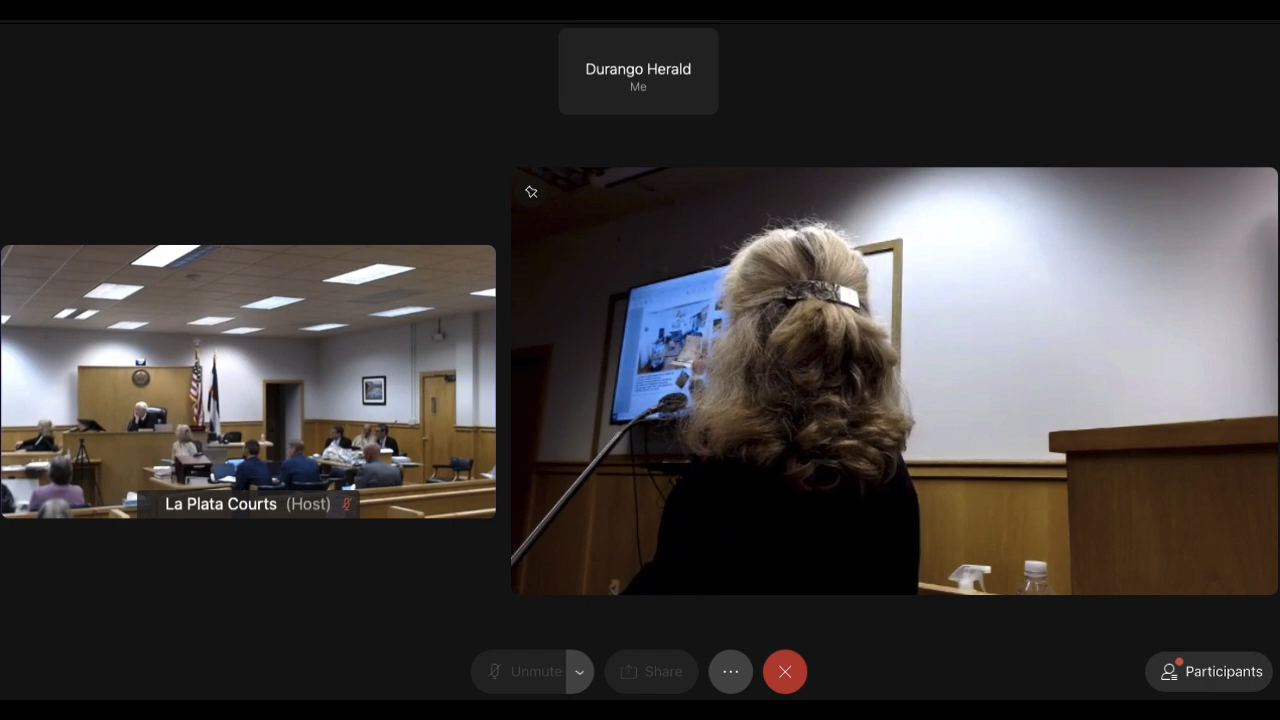 Durango Herald
Me
La Plata Courts (Host)
Unmute
Share
Participants